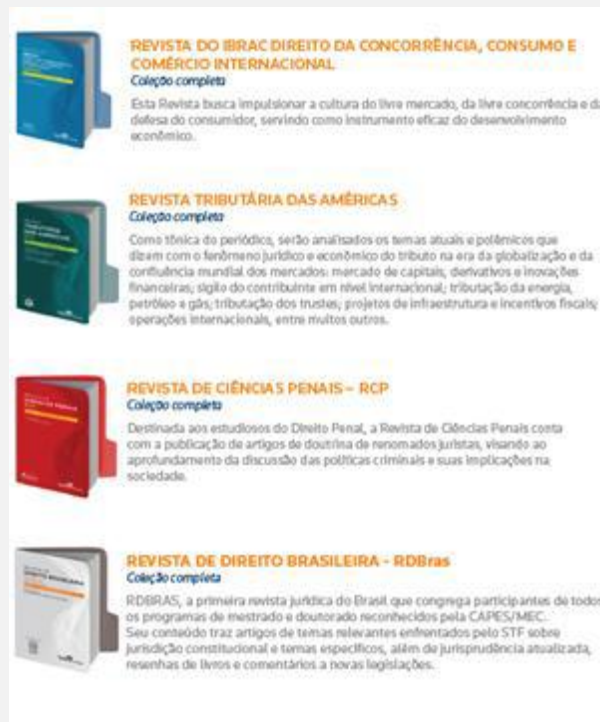 REVISTA DO IBRAC DIREITO DA CONCORRÊNCIA, CONSUMO E
COMÉRCIO INTERNACIONAL
Coleção completa
Esta Revista busca impulsionar a cultura do livre mercado, da livre concorrência e da
defesa do consumidor, servindo como instrumento eficaz do desenvolvimento
econômico.
REVISTA TRIBUTÁRIA DAS AMÉRICAS
Coleção completa
Como tônica do periódico, serão analisados os temas atuais e polêmicos que
dizem com o fenômeno jurídico e econômico do tributo na era da globalização e da
confluência mundial dos mercados: mercado de capitais, derivativos e inovações
financeiras; sigilo do contribuinte em nível internacional; tributação da energia,
petróleo e gás; tributação dos trustes; projetos de infraestrutura e incentivos fiscais;
operações internacionais, entre muitos outros.
REVISTA DE CIÊNCIAS PENAIS – RCP
Coleção completa
Destinada aos estudiosos do Direito Penal, a Revista de Ciências Penais conta
com a publicação de artigos de doutrina de renomados juristas, visando ao
aprofundamento da discussão das políticas criminais e suas implicações na
sociedade.
REVISTA DE DIREITO BRASILEIRA - RDBras
Coleção completa
RDBRAS, a primeira revista jurídica do Brasil que congrega participantes de todos
os programas de mestrado e doutorado reconhecidos pela CAPES/MEC.
Seu conteúdo traz artigos de temas relevantes enfrentados pelo STF sobre
jurisdição constitucional e temas específicos, além de jurisprudência atualizada,
resenhas de livros e comentários a novas legislações.